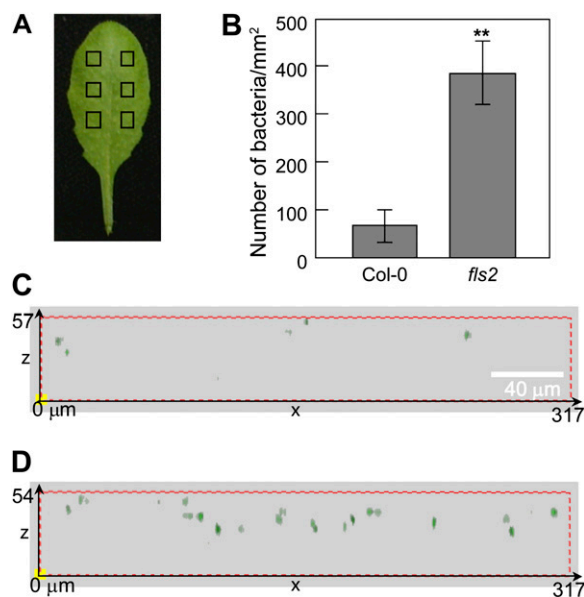 A
B
Number of bacteria/mm²
500
400
300
200
100
0
**
Col-0
fls2
C
57
z
0 μm
x
317
40 μm
D
54
z
0 μm
x
317